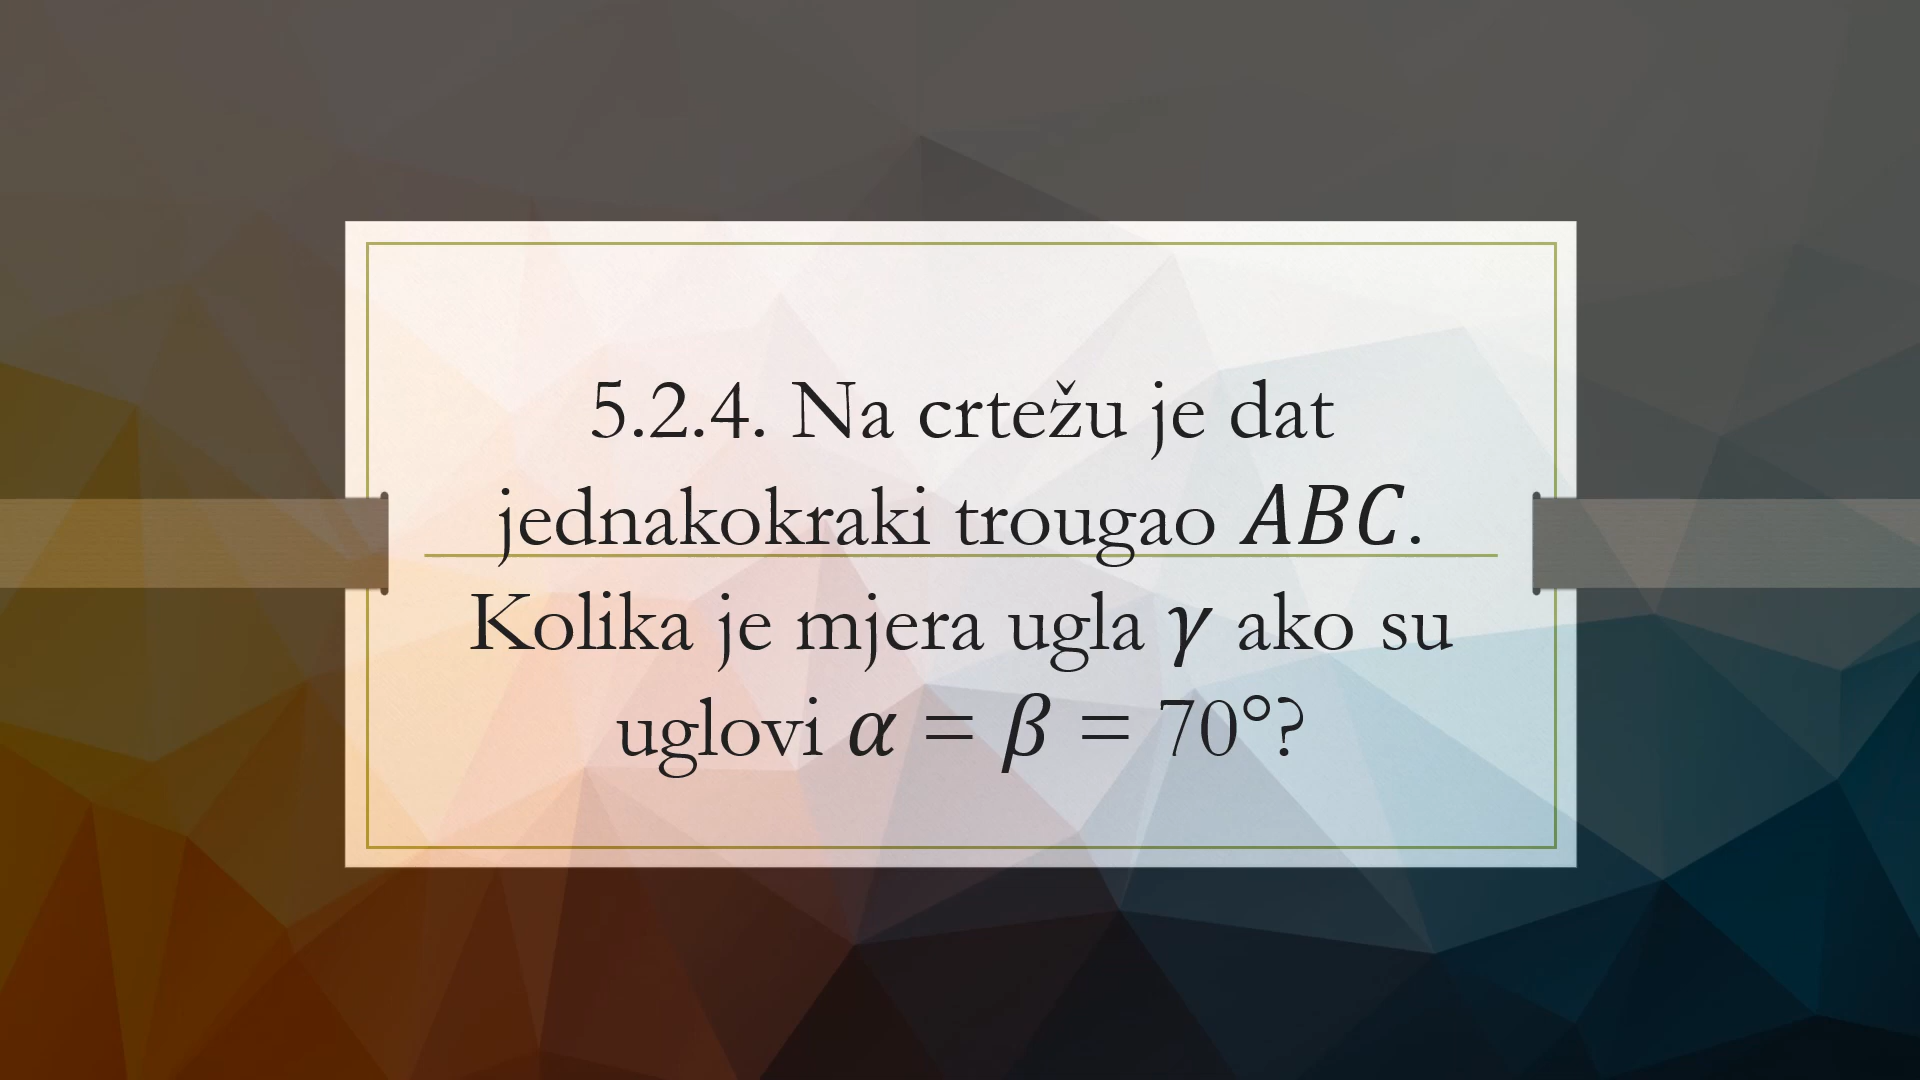 5.2.4. Na crtežu je dat
jednakokraki trougao ABC.
Kolika je mjera ugla γ ako su
uglovi α = β = 70°?